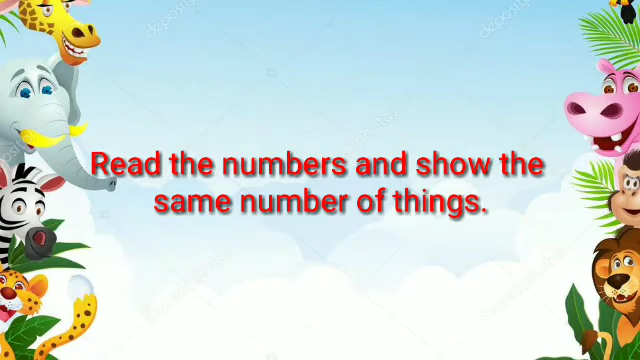 Read the numbers and show the
same number of things.